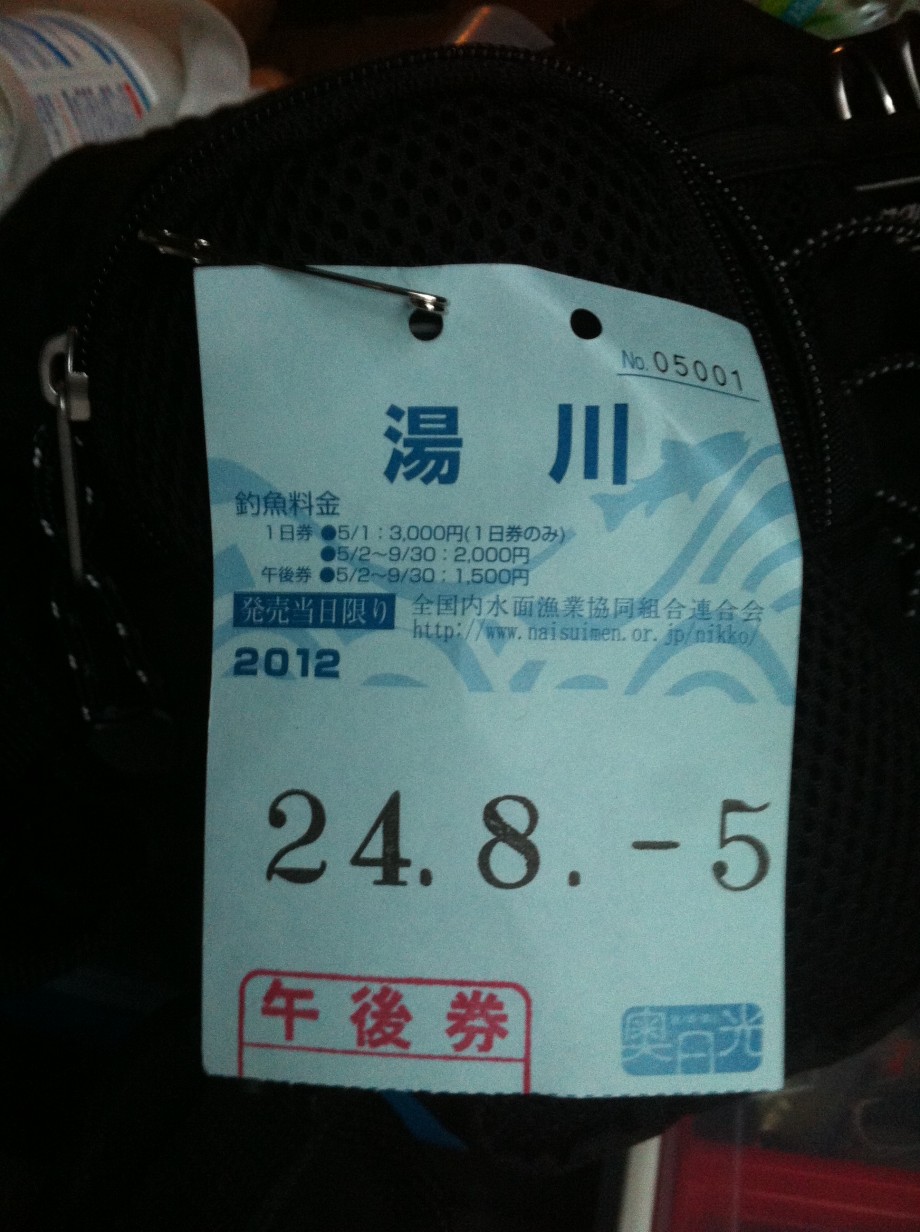 No. 05001
湯川
釣魚料金
1日券 ●5/1：3,000円(1日券のみ)
●5/2〜9/30：2,000円
午後券 ●5/2〜9/30：1,500円
発売当日限り 全国内水面漁業協同組合連合会
http://www.naisuimen.or.jp/nikko/
2012
24.8.-5
午後券
奥日光